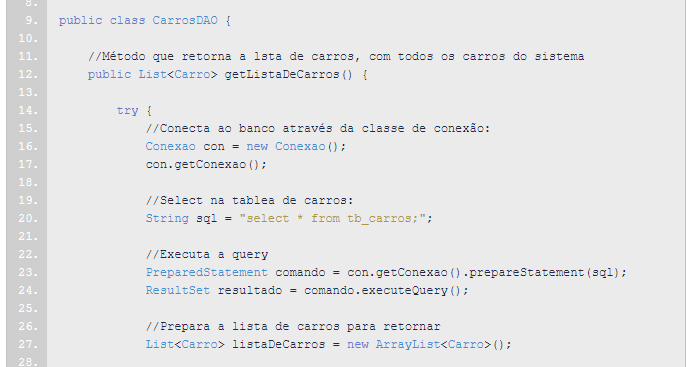 8.
9. public class CarrosDAO {
10.
11. //Método que retorna a lsta de carros, com todos os carros do sistema
12. public List<Carro> getListaDeCarros() {
13.
14. try {
15. //Conecta ao banco através da classe de conexão:
16. Conexao con = new Conexao();
17. con.getConexao();
18.
19. //Select na tablea de carros:
20. String sql = "select * from tb_carros;";
21.
22. //Executa a query
23. PreparedStatement comando = con.getConexao().prepareStatement(sql);
24. ResultSet resultado = comando.executeQuery();
25.
26. //Prepara a lista de carros para retornar
27. List<Carro> listaDeCarros = new ArrayList<Carro>();
28.